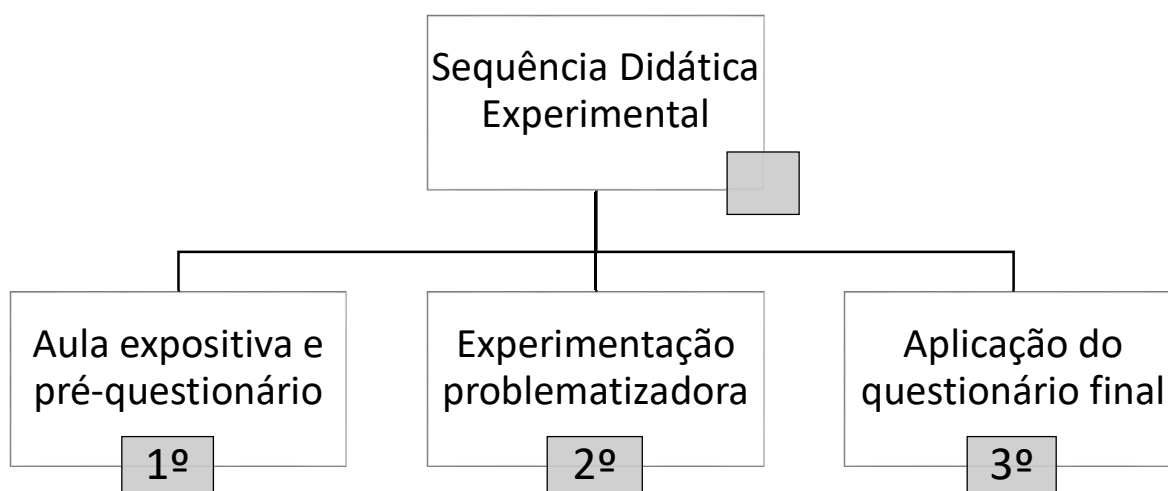 Sequência Didática
Experimental
Aula expositiva e
pré-questionário
1º
Experimentação
problematizadora
2º
Aplicação do
questionário final
3º